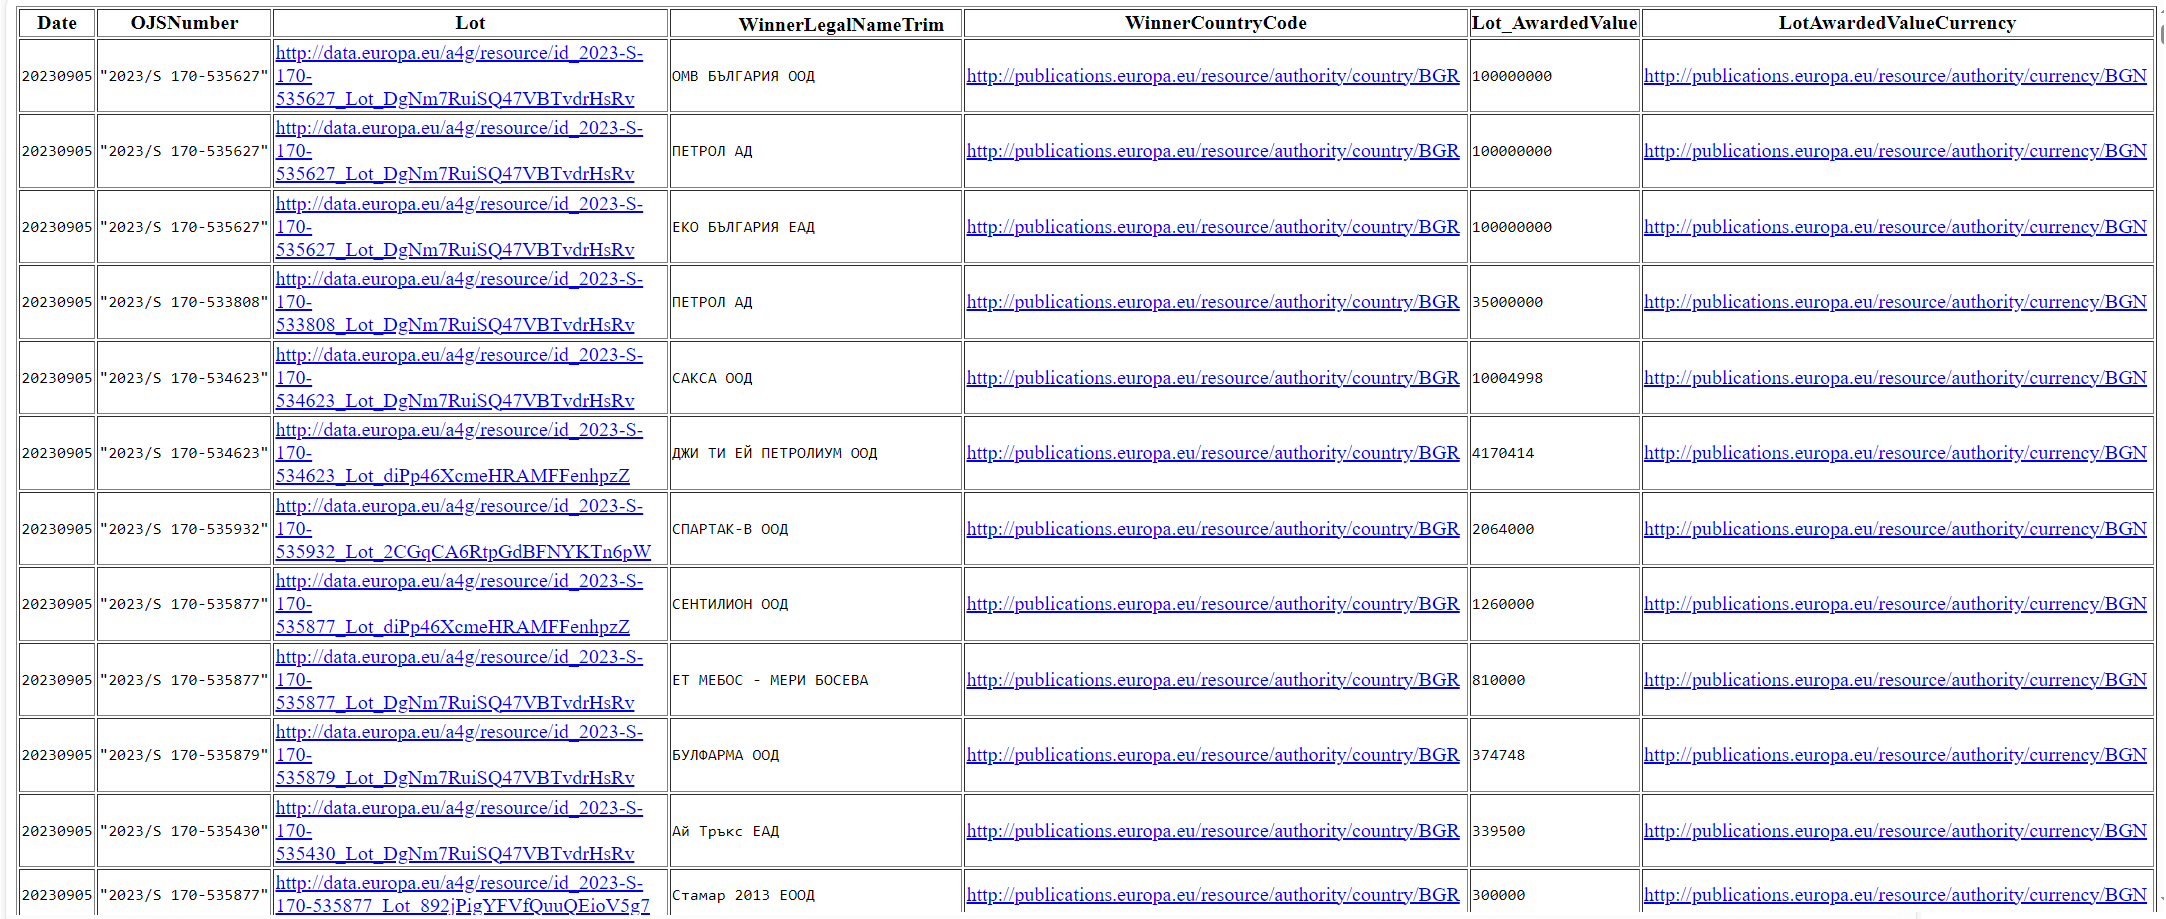 Date OJSNumber Lot WinnerLegalNameTrim WinnerCountryCode Lot_AwardedValue LotAwardedValueCurrency
20230905 "2023/S 170-535627" http://data.europa.eu/a4g/resource/id_2023-S-
170-
535627_Lot_DgNm7RuiSQ47VBTvdrHsRv ОМВ БЪЛГАРИЯ ООД http://publications.europa.eu/resource/authority/country/BGR 100000000 http://publications.europa.eu/resource/authority/currency/BGN
20230905 "2023/S 170-535627" http://data.europa.eu/a4g/resource/id_2023-S-
170-
535627_Lot_DgNm7RuiSQ47VBTvdrHsRv ПЕТРОЛ АД http://publications.europa.eu/resource/authority/country/BGR 100000000 http://publications.europa.eu/resource/authority/currency/BGN
20230905 "2023/S 170-535627" http://data.europa.eu/a4g/resource/id_2023-S-
170-
535627_Lot_DgNm7RuiSQ47VBTvdrHsRv ЕКО БЪЛГАРИЯ ЕАД http://publications.europa.eu/resource/authority/country/BGR 100000000 http://publications.europa.eu/resource/authority/currency/BGN
20230905 "2023/S 170-533808" http://data.europa.eu/a4g/resource/id_2023-S-
170-
533808_Lot_DgNm7RuiSQ47VBTvdrHsRv ПЕТРОЛ АД http://publications.europa.eu/resource/authority/country/BGR 35000000 http://publications.europa.eu/resource/authority/currency/BGN
20230905 "2023/S 170-534623" http://data.europa.eu/a4g/resource/id_2023-S-
170-
534623_Lot_DgNm7RuiSQ47VBTvdrHsRv САКСА ООД http://publications.europa.eu/resource/authority/country/BGR 10004998 http://publications.europa.eu/resource/authority/currency/BGN
20230905 "2023/S 170-534623" http://data.europa.eu/a4g/resource/id_2023-S-
170-
534623_Lot_diPp46XcmeHRAMFFenhpzZ ДЖИ ТИ ЕЙ ПЕТРОЛИУМ ООД http://publications.europa.eu/resource/authority/country/BGR 4170414 http://publications.europa.eu/resource/authority/currency/BGN
20230905 "2023/S 170-535932" http://data.europa.eu/a4g/resource/id_2023-S-
170-
535932_Lot_2CGqCA6RtpGdBFNYKTn6pW СПАРТАК-В ООД http://publications.europa.eu/resource/authority/country/BGR 2064000 http://publications.europa.eu/resource/authority/currency/BGN
20230905 "2023/S 170-535877" http://data.europa.eu/a4g/resource/id_2023-S-
170-
535877_Lot_diPp46XcmeHRAMFFenhpzZ СЕНТИЛИОН ООД http://publications.europa.eu/resource/authority/country/BGR 1260000 http://publications.europa.eu/resource/authority/currency/BGN
20230905 "2023/S 170-535877" http://data.europa.eu/a4g/resource/id_2023-S-
170-
535877_Lot_DgNm7RuiSQ47VBTvdrHsRv ЕТ МЕБОС - МЕРИ БОСЕВА http://publications.europa.eu/resource/authority/country/BGR 810000 http://publications.europa.eu/resource/authority/currency/BGN
20230905 "2023/S 170-535879" http://data.europa.eu/a4g/resource/id_2023-S-
170-
535879_Lot_DgNm7RuiSQ47VBTvdrHsRv БУЛФАРМА ООД http://publications.europa.eu/resource/authority/country/BGR 374748 http://publications.europa.eu/resource/authority/currency/BGN
20230905 "2023/S 170-535430" http://data.europa.eu/a4g/resource/id_2023-S-
170-
535430_Lot_DgNm7RuiSQ47VBTvdrHsRv Ай Тръкс ЕАД http://publications.europa.eu/resource/authority/country/BGR 339500 http://publications.europa.eu/resource/authority/currency/BGN
20230905 "2023/S 170-535877" http://data.europa.eu/a4g/resource/id_2023-S-
170-535877_Lot_892jPigYFVfQuuQEioV5g7 Стамар 2013 ЕООД http://publications.europa.eu/resource/authority/country/BGR 300000 http://publications.europa.eu/resource/authority/currency/BGN